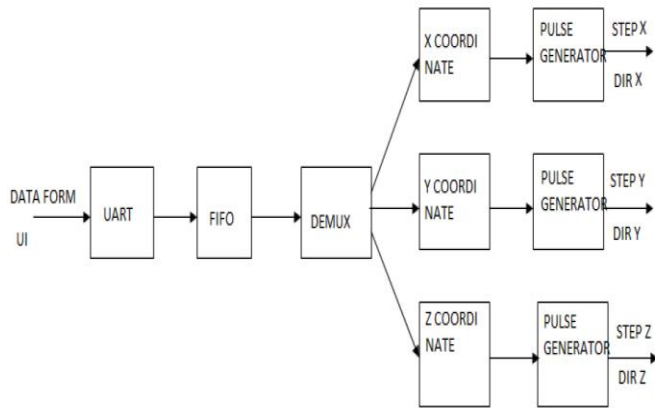 X COORDI
NATE
PULSE
GENERATOR
STEP X
DIR X
DATA FORM
UI
UART
FIFO
DEMUX
Y COORDI
NATE
PULSE
GENERATOR
STEP Y
DIR Y
Z COORDI
NATE
PULSE
GENERATOR
STEP Z
DIR Z